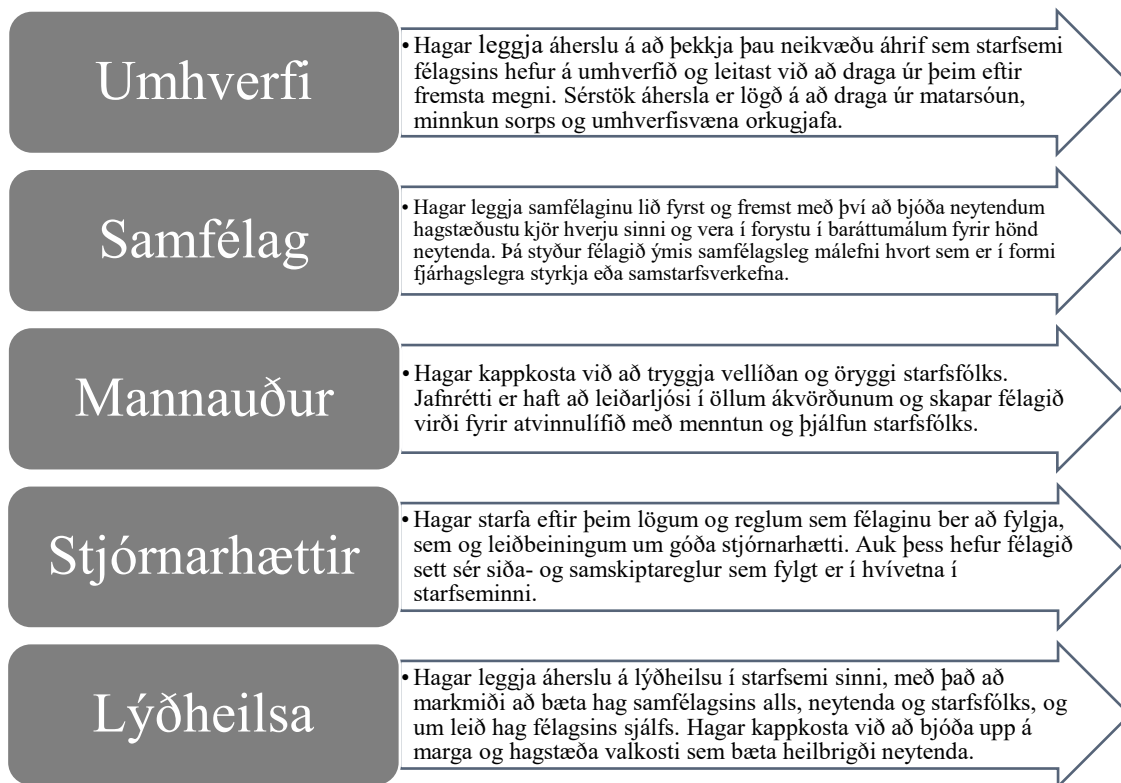 Umhverfi
• Hagar leggja áherslu á að þekkja þau neikvæðu áhrif sem starfsemi
félagsins hefur á umhverfið og leitast við að draga úr þeim eftir
fremsta megni. Sérstök áhersla er lögð á að draga úr matarsóun,
minnkun sorps og umhverfisvæna orkugjafa.
Samfélag
• Hagar leggja samfélaginu lið fyrst og fremst með því að bjóða neytendum
hagstæðustu kjör hverju sinni og vera í forystu í baráttumálum fyrir hönd
neytenda. Þá styður félagið ýmis samfélagsleg málefni hvort sem er í formi
fjárhagslegra styrkja eða samstarfsverkefna.
Mannauður
• Hagar kappkosta við að tryggja vellíðan og öryggi starfsfólks.
Jafnrétti er haft að leiðarljósi í öllum ákvörðunum og skapar félagið
virði fyrir atvinnulífið með menntun og þjálfun starfsfólks.
Stjórnarhættir
• Hagar starfa eftir þeim lögum og reglum sem félaginu ber að fylgja,
sem og leiðbeiningum um góða stjórnarhætti. Auk þess hefur félagið
sett sér siða- og samskiptareglur sem fylgt er í hvívetna í
starfseminni.
Lýðheilsa
• Hagar leggja áherslu á lýðheilsu í starfsemi sinni, með það að
markmiði að bæta hag samfélagsins alls, neytenda og starfsfólks, og
um leið hag félagsins sjálfs. Hagar kappkosta við að bjóða upp á
marga og hagstæða valkosti sem bæta heilbrigði neytenda.